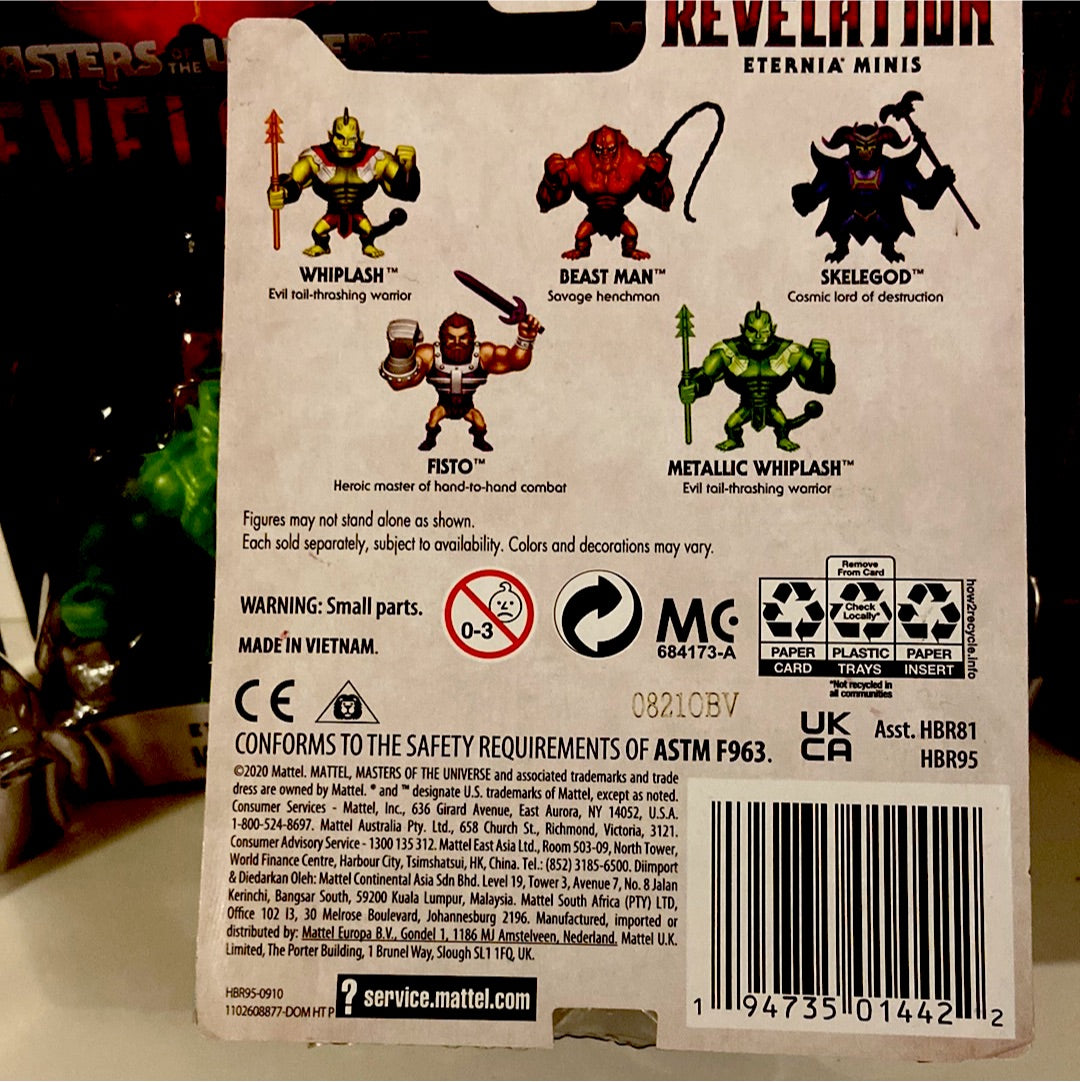 REVELATION
ETERNIA® MINIS
ASTERS OF THE U
WHIPLASH™
Evil tail-thrashing warrior
BEAST MAN™
Savage henchman
SKELEGOD™
Cosmic lord of destruction
FISTO™
Heroic master of hand-to-hand combat
METALLIC WHIPLASH™
Evil tail-thrashing warrior
Figures may not stand alone as shown.
Each sold separately, subject to availability. Colors and decorations may vary.
WARNING: Small parts.
MADE IN VIETNAM.
0-3
MC
684173-A
Remove
From Card
Check
Locally*
PAPER
CARD
PLASTIC
TRAYS
PAPER
INSERT
*Not recycled in
all communities
how2recycle.info
CE
08210BV
UK
CA
Asst. HBR81
HBR95
CONFORMS TO THE SAFETY REQUIREMENTS OF ASTM F963.
©2020 Mattel. MATTEL, MASTERS OF THE UNIVERSE and associated trademarks and trade
dress are owned by Mattel. ® and ™ designate U.S. trademarks of Mattel, except as noted.
Consumer Services - Mattel, Inc., 636 Girard Avenue, East Aurora, NY 14052, U.S.A.
1-800-524-8697. Mattel Australia Pty. Ltd., 658 Church St., Richmond, Victoria, 3121.
Consumer Advisory Service - 1300 135 312. Mattel East Asia Ltd., Room 503-09, North Tower,
World Finance Centre, Harbour City, Tsimshatsui, HK, China. Tel.: (852) 3185-6500. Diimport
& Diedarkan Oleh: Mattel Continental Asia Sdn Bhd. Level 19, Tower 3, Avenue 7, No. 8 Jalan
Kerinchi, Bangsar South, 59200 Kuala Lumpur, Malaysia. Mattel South Africa (PTY) LTD,
Office 102 I3, 30 Melrose Boulevard, Johannesburg 2196. Manufactured, imported or
distributed by: Mattel Europa B.V., Gondel 1, 1186 MJ Amstelveen, Nederland. Mattel U.K.
Limited, The Porter Building, 1 Brunel Way, Slough SL1 1FQ, UK.
HBR95-0910
1102608877-DOM HT P
? service.mattel.com
1 94735 01442 2